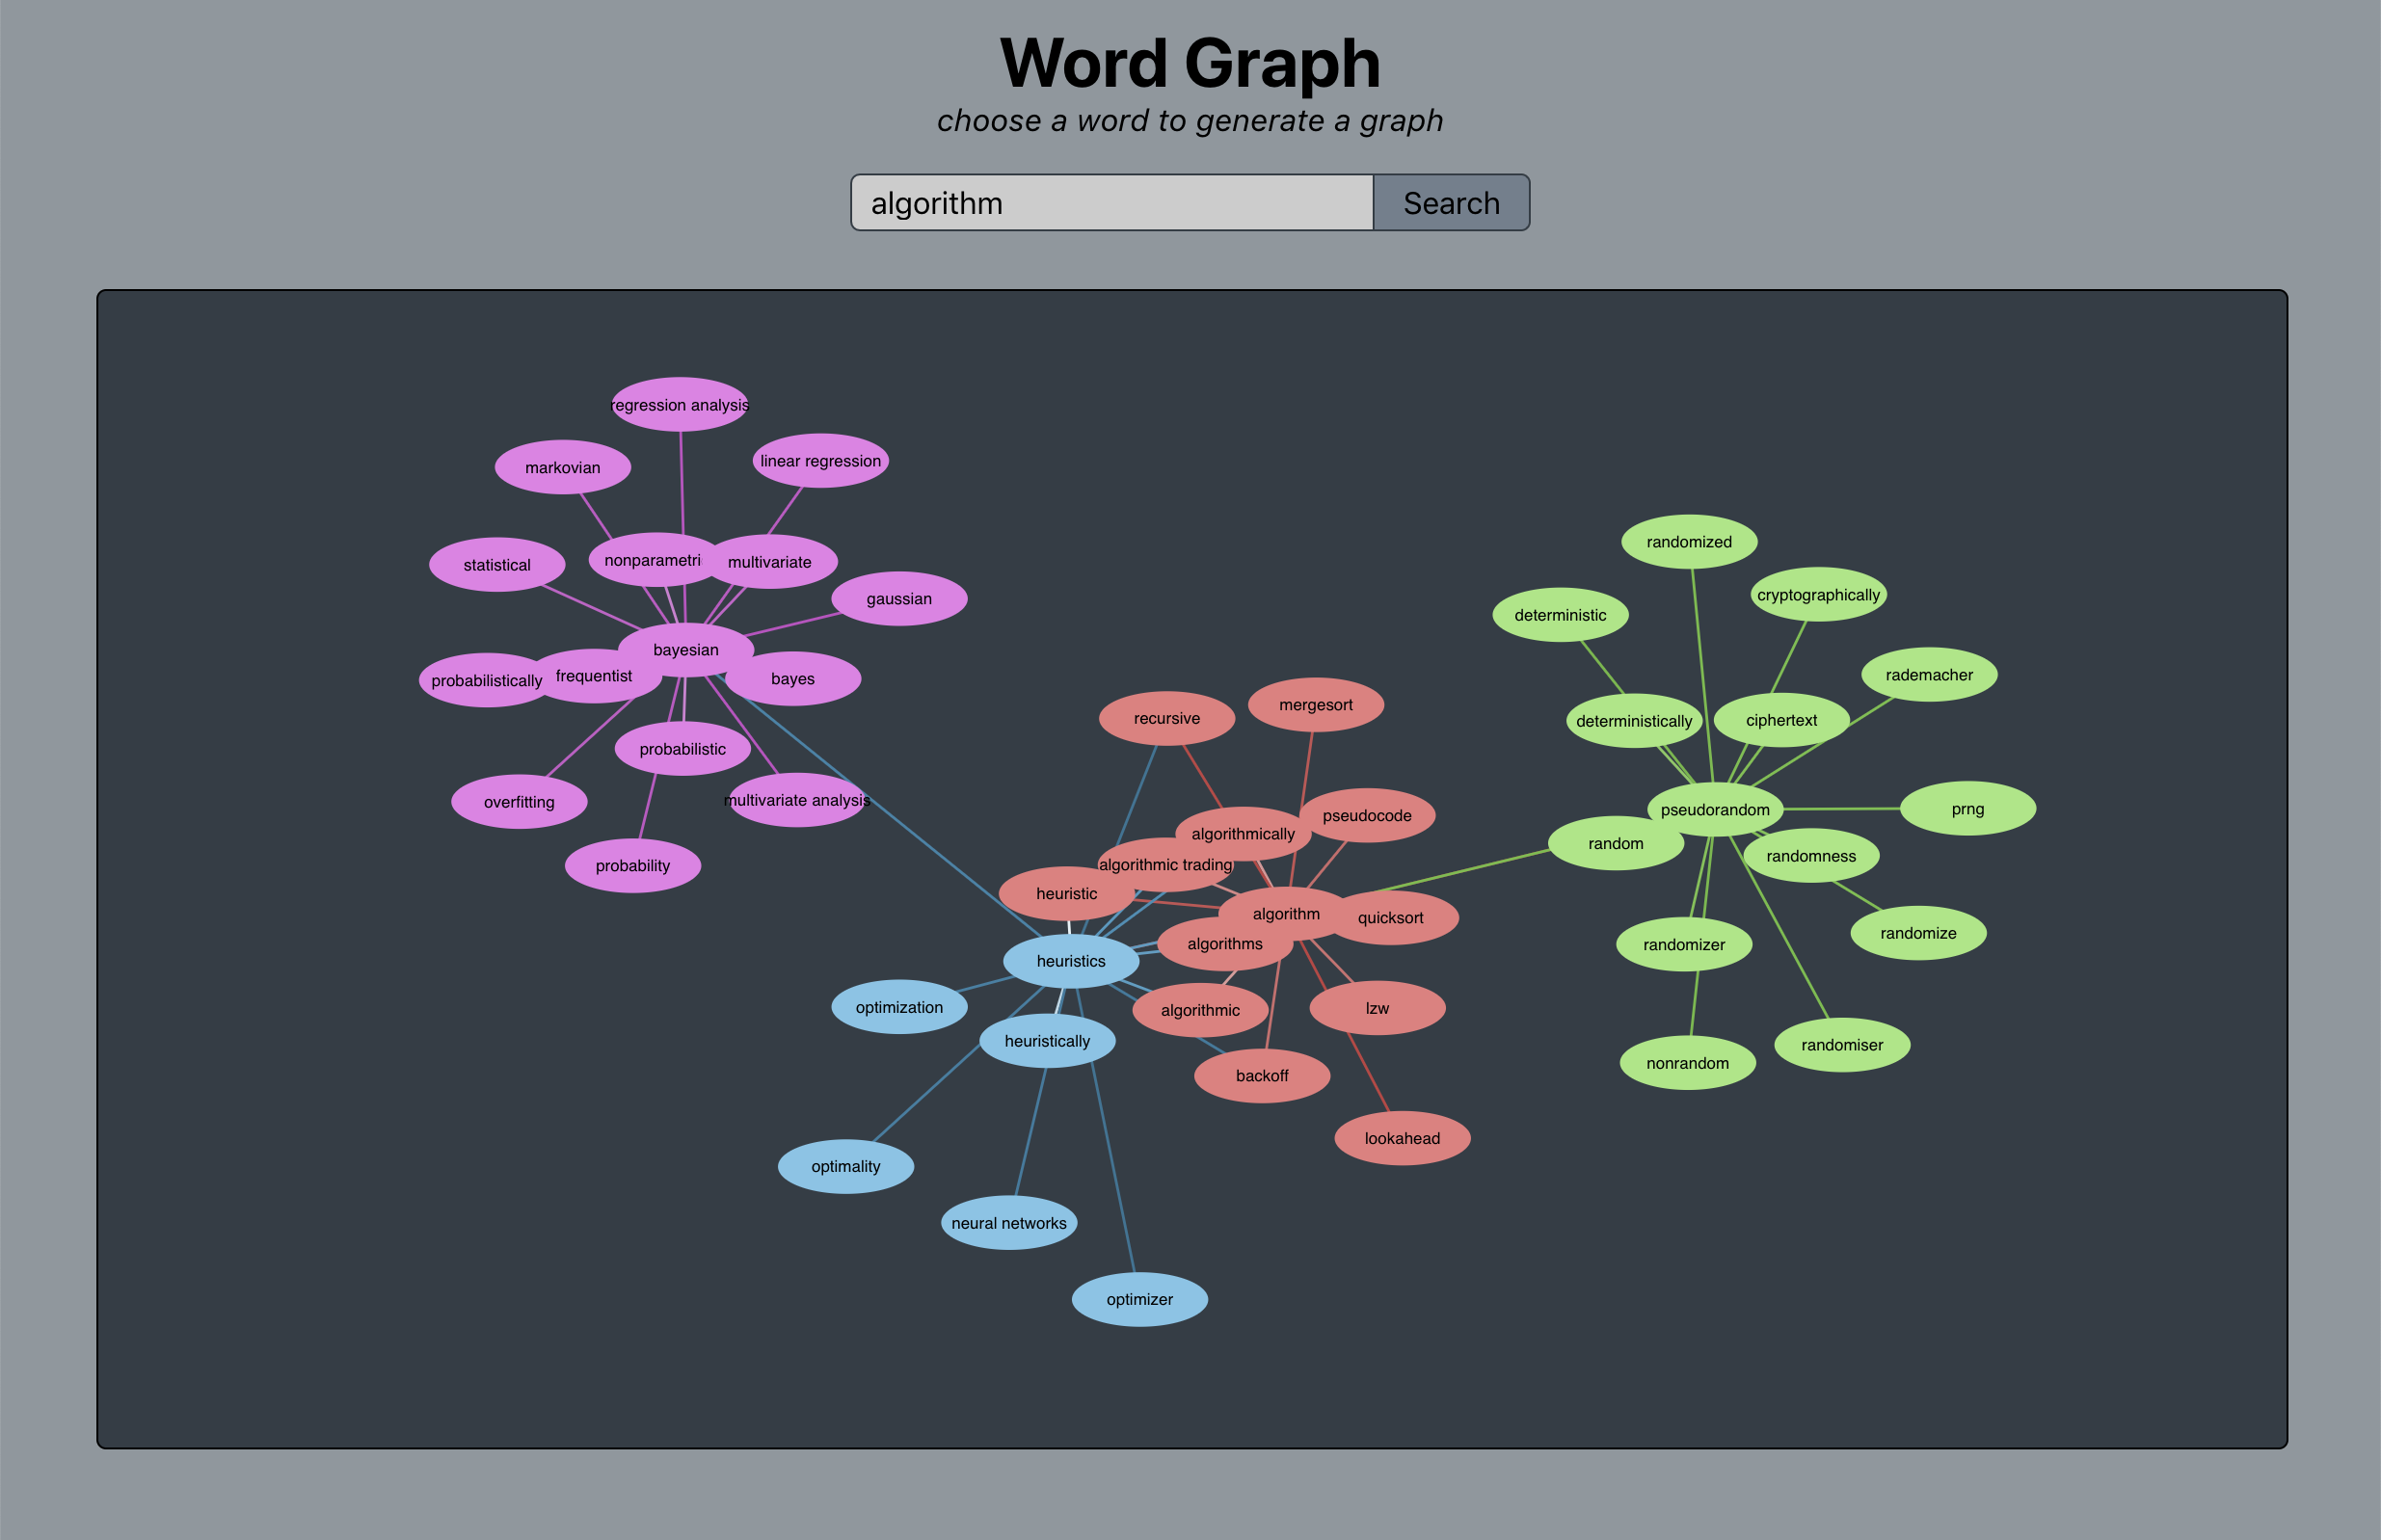 Word Graph
choose a word to generate a graph
algorithm
Search
regression analysis
markovian
linear regression
statistical
nonparametri
multivariate
gaussian
bayesian
probabilistically
frequentist
bayes
probabilistic
overfitting
multivariate analysis
probability
randomized
deterministic
cryptographically
rademacher
deterministically
ciphertext
pseudorandom
prng
random
randomness
randomizer
randomize
nonrandom
randomiser
recursive
mergesort
algorithmically
pseudocode
algorithmic trading
heuristic
algorithm
quicksort
algorithms
heuristics
optimization
algorithmic
lzw
heuristically
backoff
lookahead
optimality
neural networks
optimizer